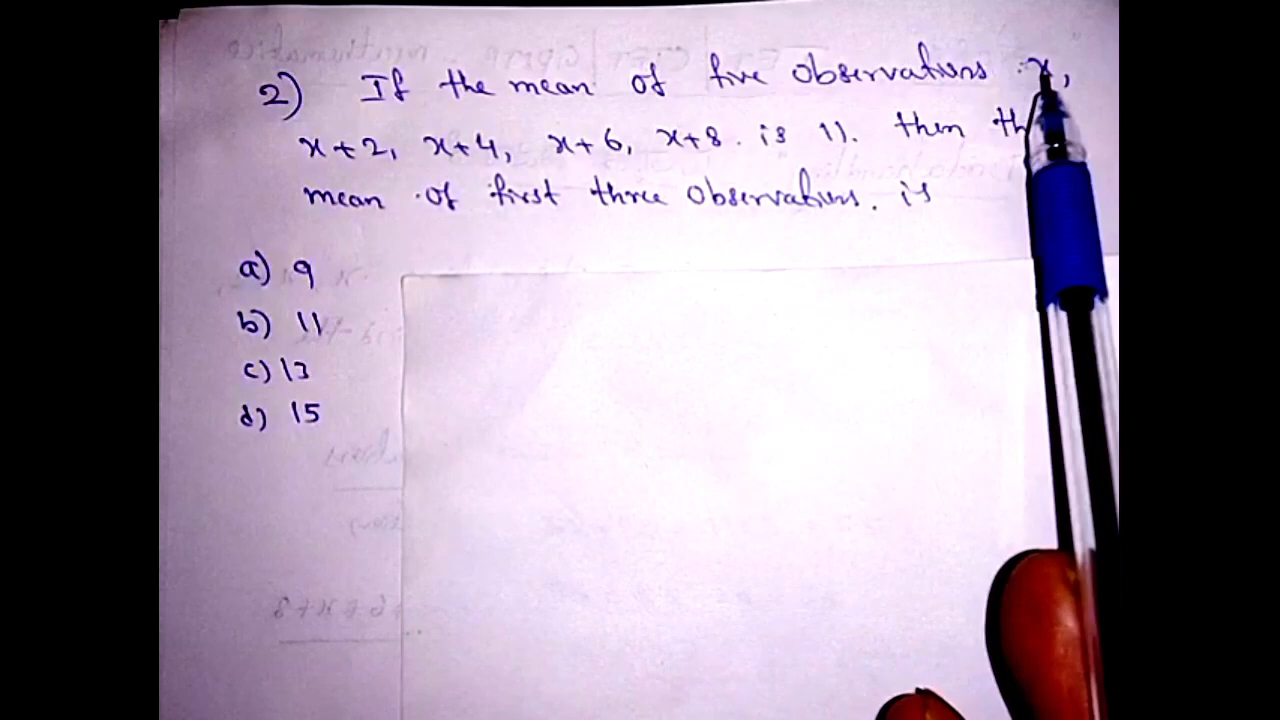 2) If the mean of five observations x,
x+2, x+4, x+6, x+8. is 11. then th
mean of first three observations. is
a) 9
b) 11
c) 13
d) 15